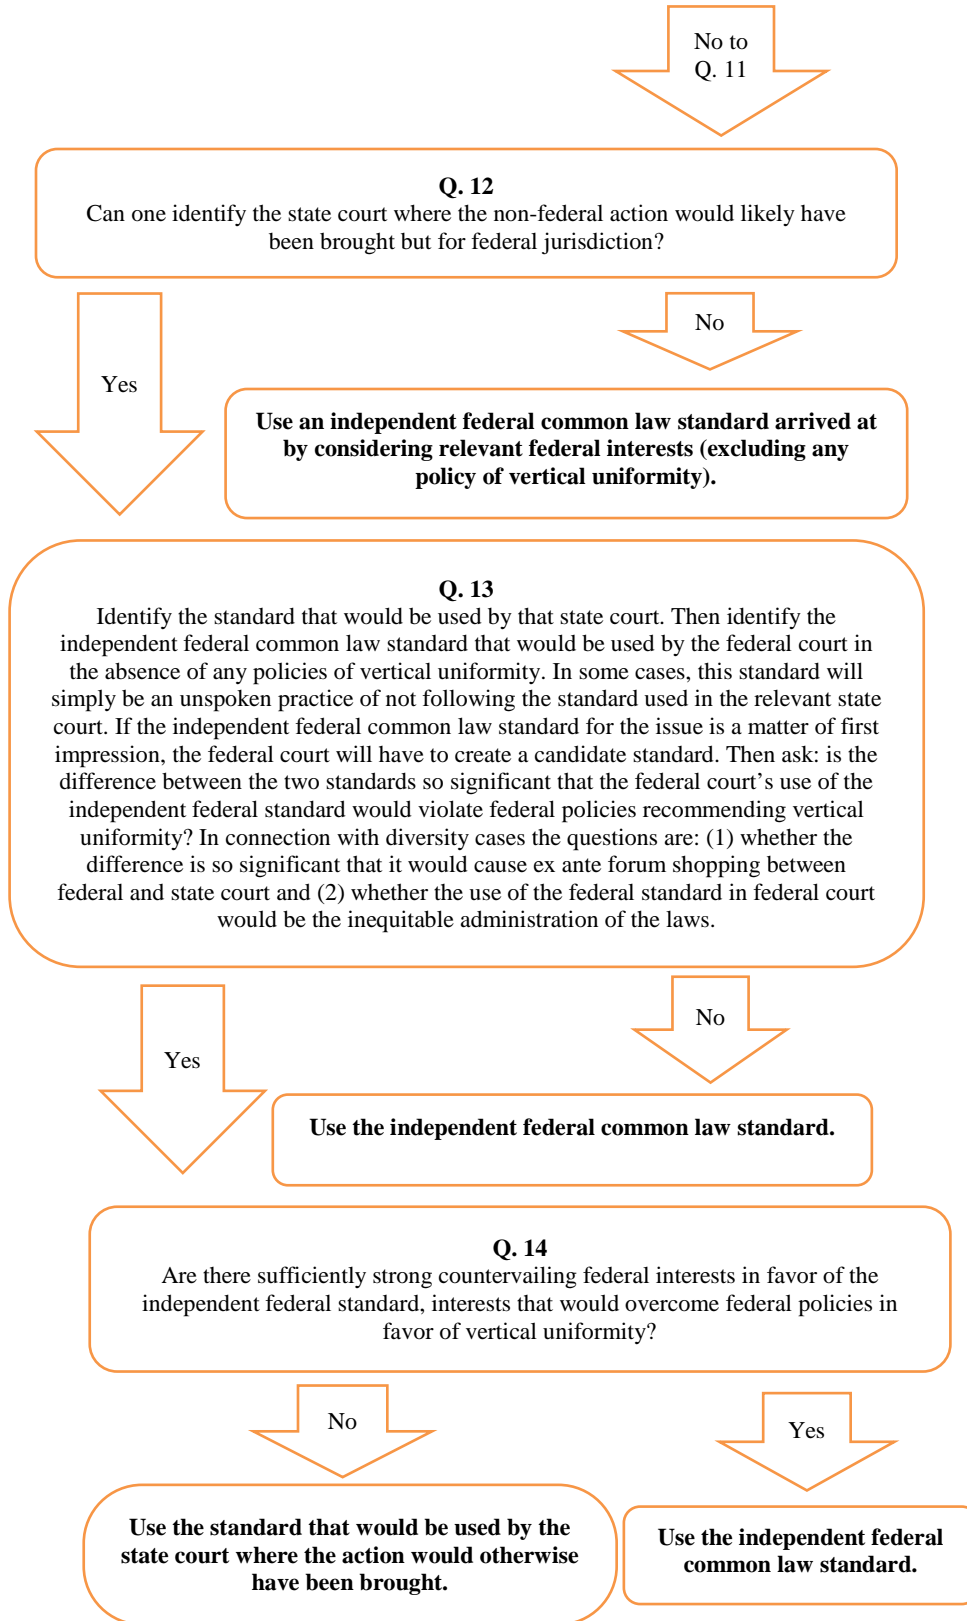 No to
Q. 11
Q. 12
Can one identify the state court where the non-federal action would likely have
been brought but for federal jurisdiction?
Yes
No
Use an independent federal common law standard arrived at
by considering relevant federal interests (excluding any
policy of vertical uniformity).
Q. 13
Identify the standard that would be used by that state court. Then identify the
independent federal common law standard that would be used by the federal court in
the absence of any policies of vertical uniformity. In some cases, this standard will
simply be an unspoken practice of not following the standard used in the relevant state
court. If the independent federal common law standard for the issue is a matter of first
impression, the federal court will have to create a candidate standard. Then ask: is the
difference between the two standards so significant that the federal court’s use of the
independent federal standard would violate federal policies recommending vertical
uniformity? In connection with diversity cases the questions are: (1) whether the
difference is so significant that it would cause ex ante forum shopping between
federal and state court and (2) whether the use of the federal standard in federal court
would be the inequitable administration of the laws.
Yes
No
Use the independent federal common law standard.
Q. 14
Are there sufficiently strong countervailing federal interests in favor of the
independent federal standard, interests that would overcome federal policies in
favor of vertical uniformity?
No
Yes
Use the standard that would be used by the
state court where the action would otherwise
have been brought.
Use the independent federal
common law standard.